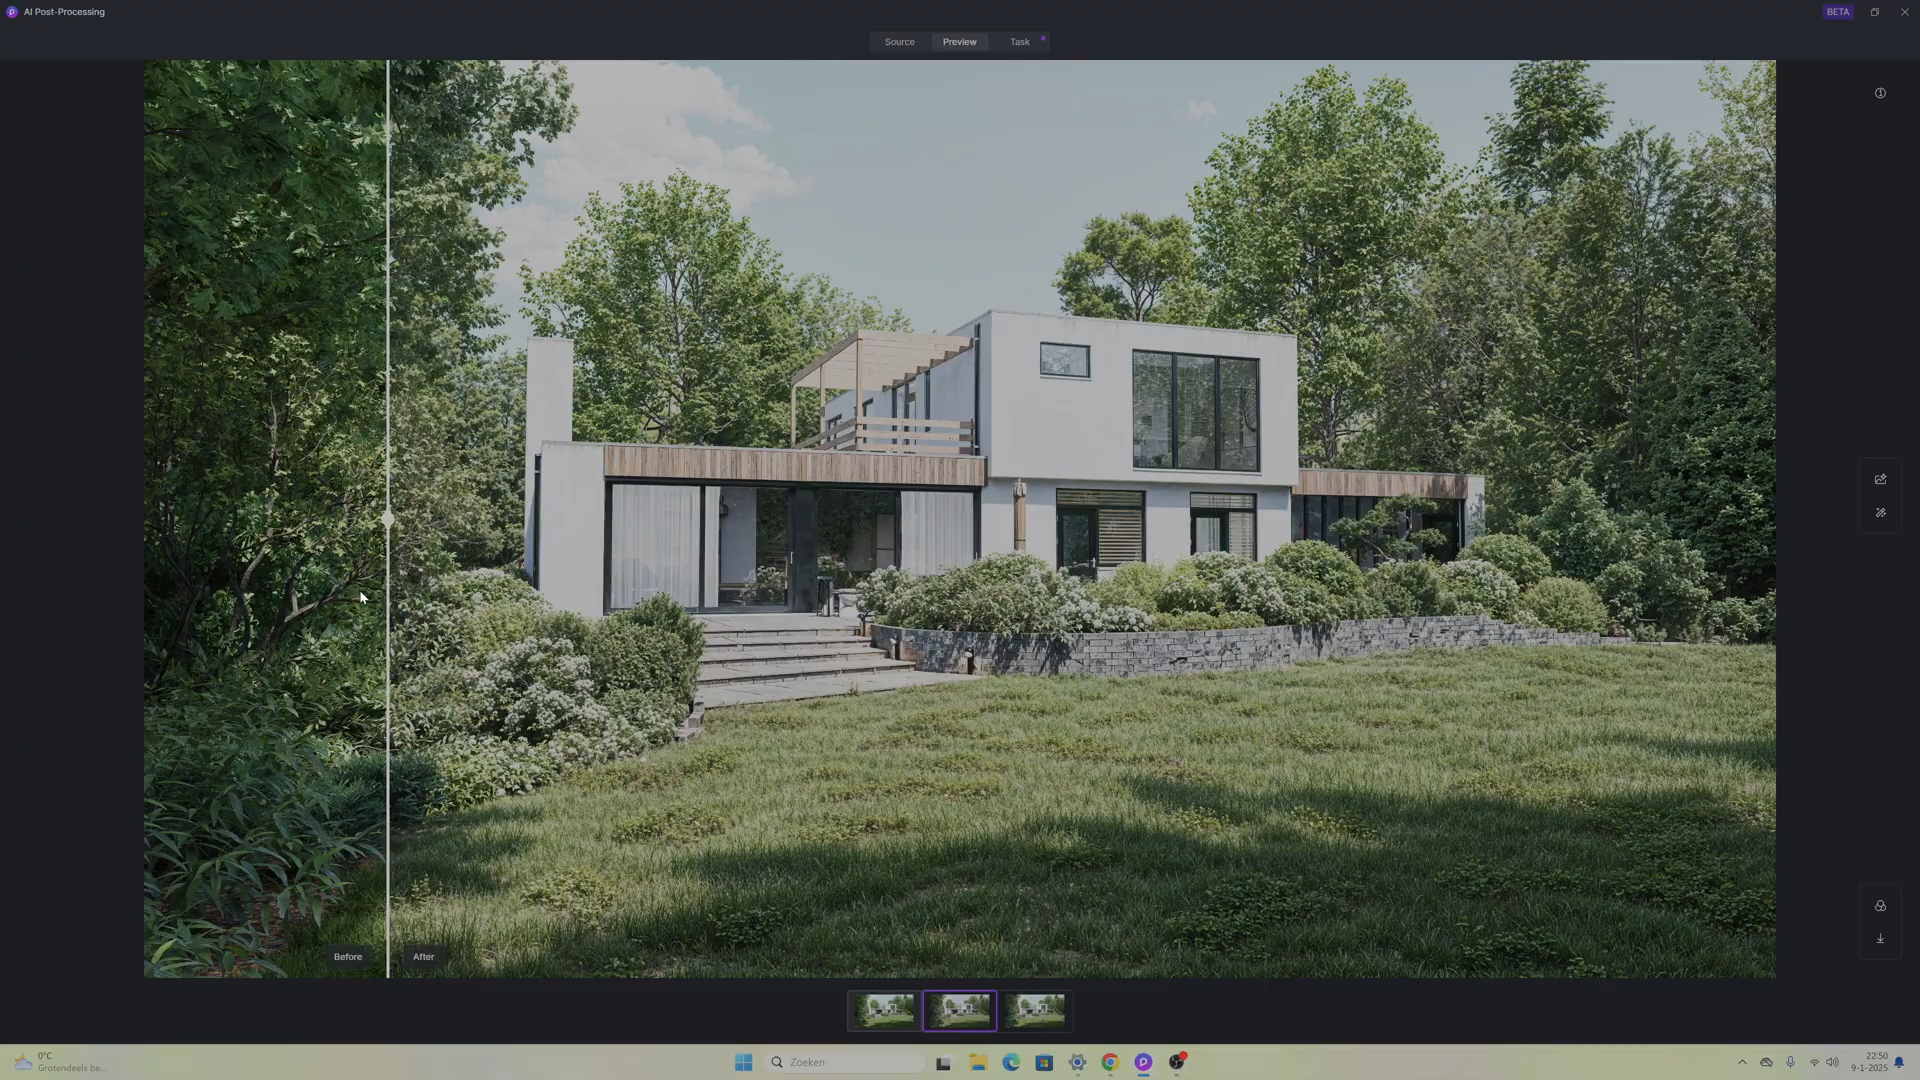 AI Post-Processing
BETA
Source
Preview
Task
Before
After
0°C
Grotendeels be...
Zoeken
22:50
9-1-2025